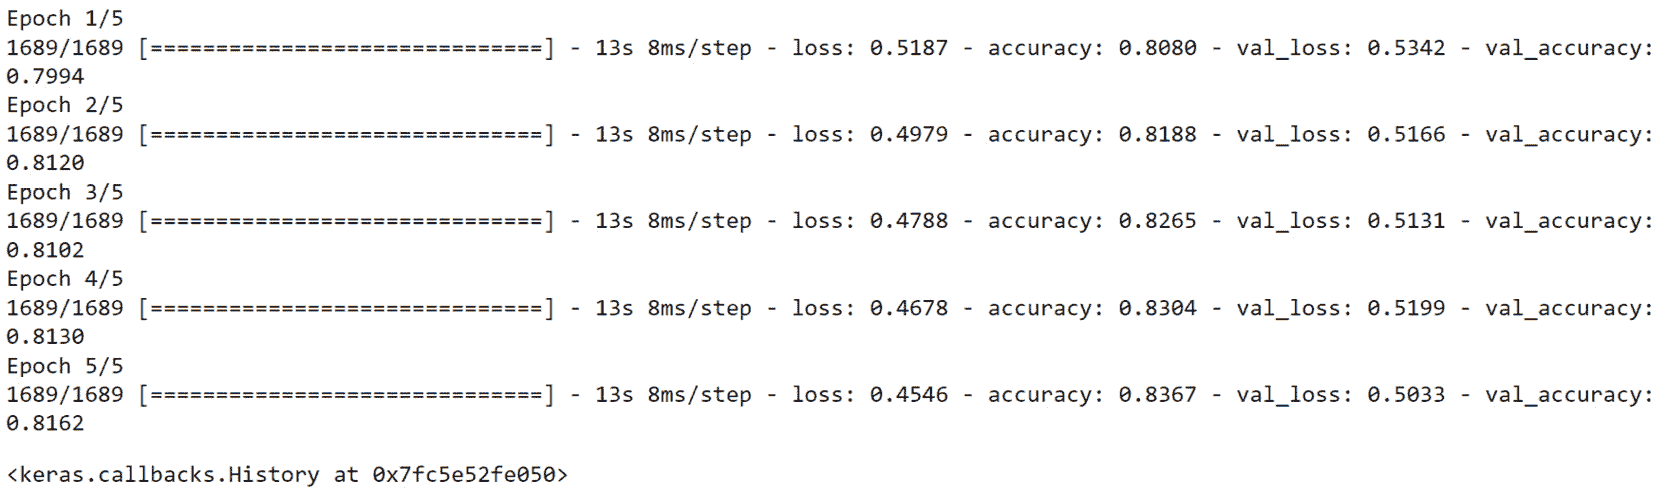 Epoch 1/5
1689/1689 [==============================] - 13s 8ms/step - loss: 0.5187 - accuracy: 0.8080 - val_loss: 0.5342 - val_accuracy:
0.7994
Epoch 2/5
1689/1689 [==============================] - 13s 8ms/step - loss: 0.4979 - accuracy: 0.8188 - val_loss: 0.5166 - val_accuracy:
0.8120
Epoch 3/5
1689/1689 [==============================] - 13s 8ms/step - loss: 0.4788 - accuracy: 0.8265 - val_loss: 0.5131 - val_accuracy:
0.8102
Epoch 4/5
1689/1689 [==============================] - 13s 8ms/step - loss: 0.4678 - accuracy: 0.8304 - val_loss: 0.5199 - val_accuracy:
0.8130
Epoch 5/5
1689/1689 [==============================] - 13s 8ms/step - loss: 0.4546 - accuracy: 0.8367 - val_loss: 0.5033 - val_accuracy:
0.8162
<keras.callbacks.History at 0x7fc5e52fe050>